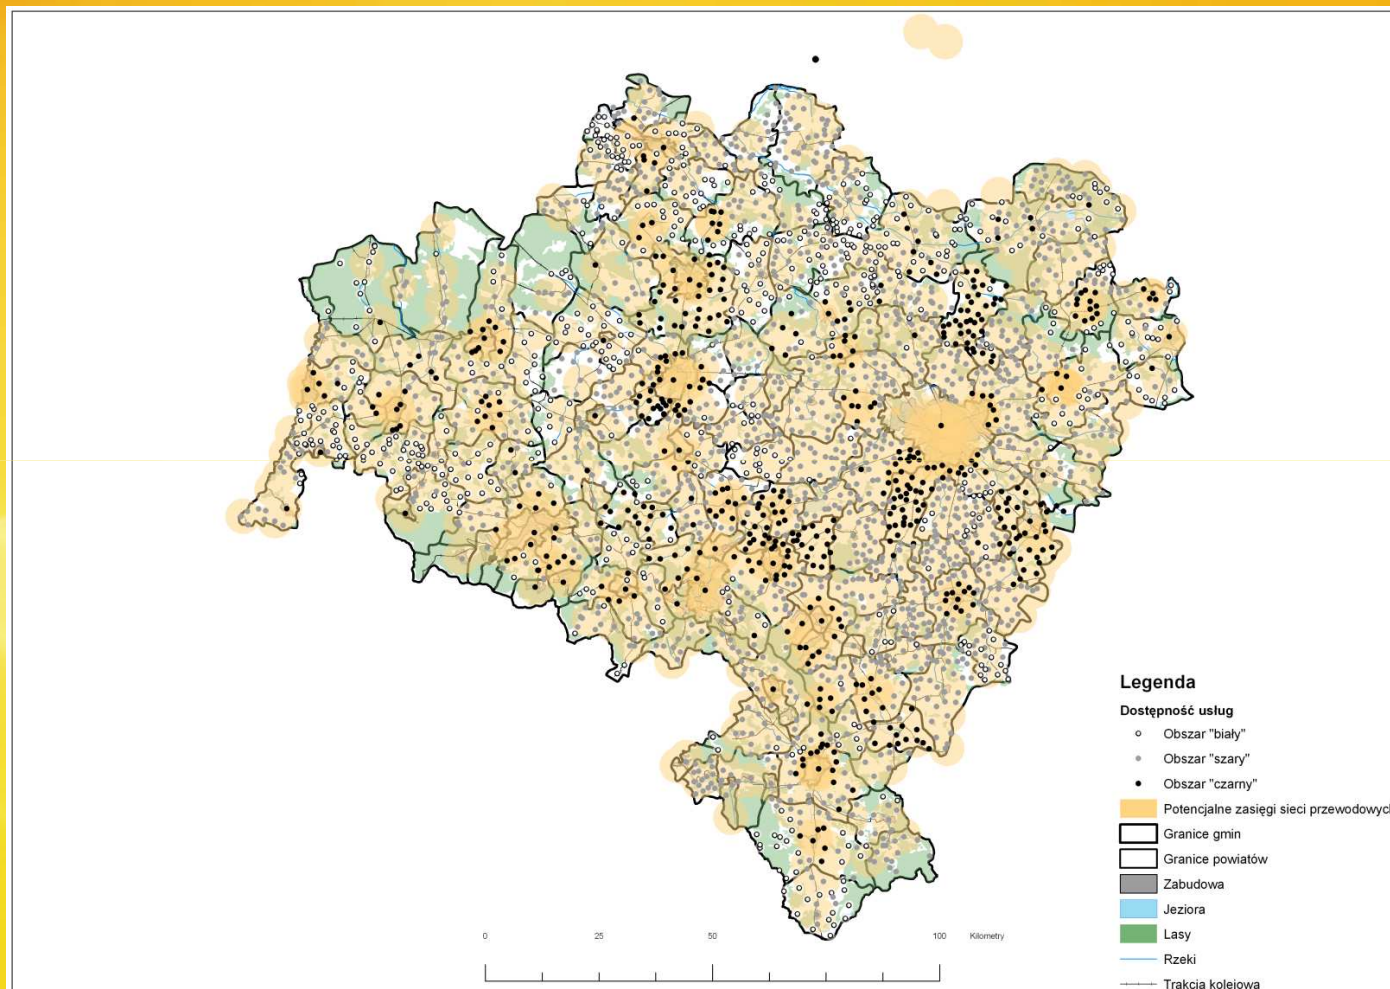 Legenda
Dostępność usług
Obszar "biały"
Obszar "szary"
Obszar "czarny"
Potencjalne zasięgi sieci przewodowych
Granice gmin
Granice powiatów
Zabudowa
Jeziora
Lasy
Rzeki
Trakcja kolejowa
0 25 50 100 Kilometry